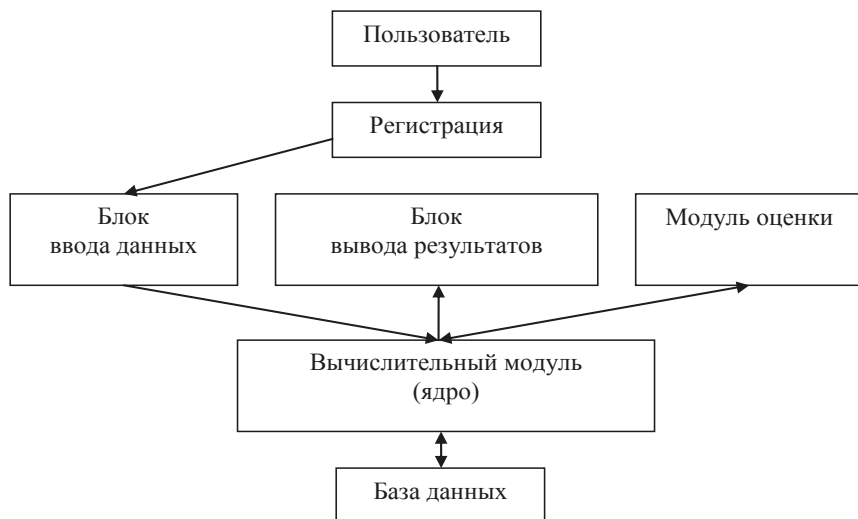 Пользователь
Регистрация
Блок
ввода данных
Блок
вывода результатов
Модуль оценки
Вычислительный модуль
(ядро)
База данных